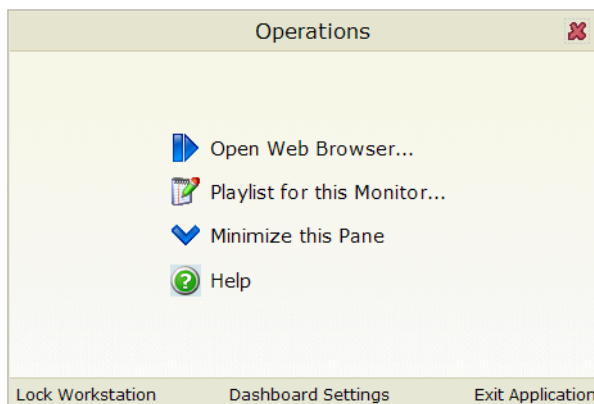 Operations
Open Web Browser...
Playlist for this Monitor...
Minimize this Pane
Help
Lock Workstation Dashboard Settings Exit Application